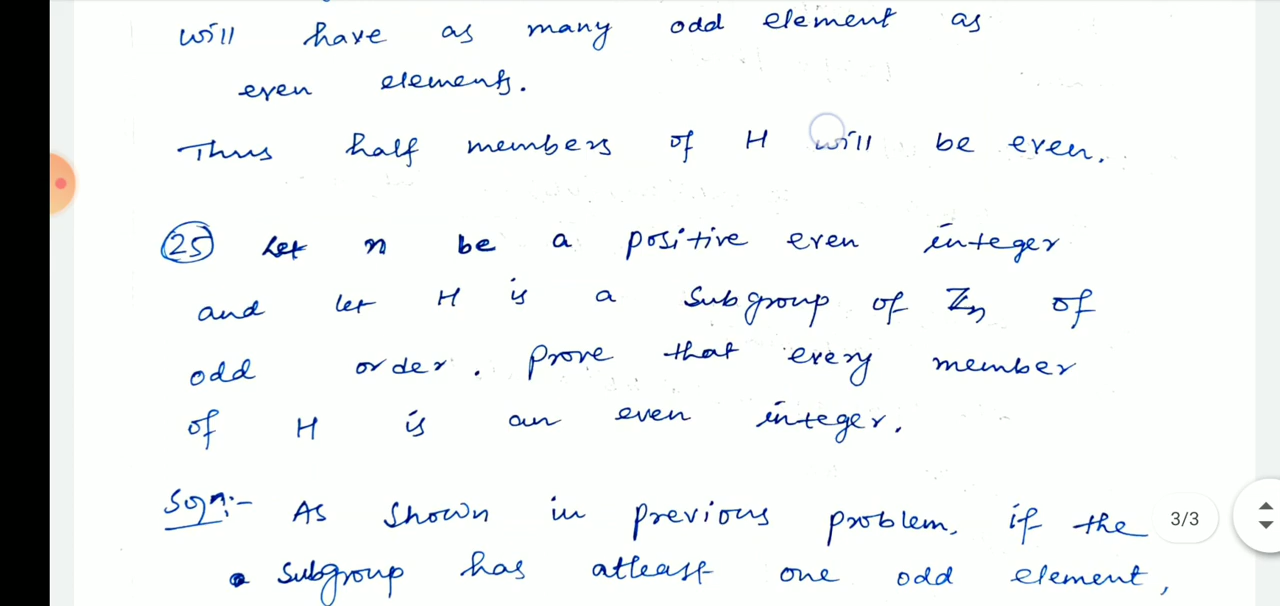 will have as many odd element as
even elements.
Thus half members of H will be even.
25 Let n be a positive even integer
and let H is a subgroup of Zn of
odd order. Prove that every member
of H is an even integer.
Soln:- As shown in previous problem, if the
3/3
subgroup has atleast one odd element,